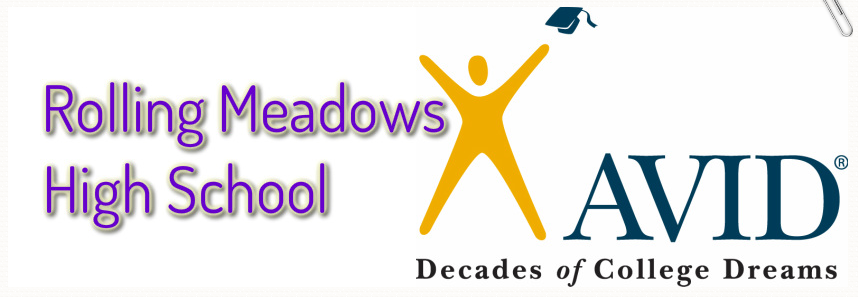 Rolling Meadows
High School
AVID®
Decades of College Dreams